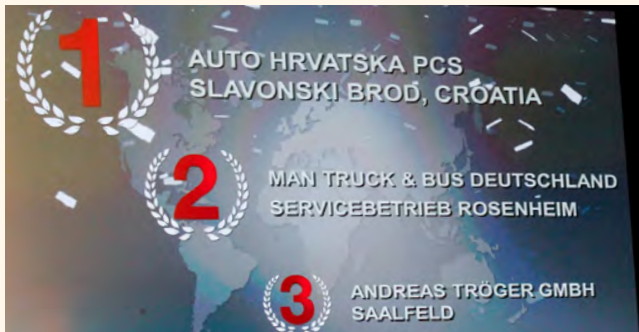 1
AUTO HRVATSKA PCS
SLAVONSKI BROD, CROATIA
2
MAN TRUCK & BUS DEUTSCHLAND
SERVICEBETRIEB ROSENHEIM
3
ANDREAS TRÖGER GMBH
SAALFELD